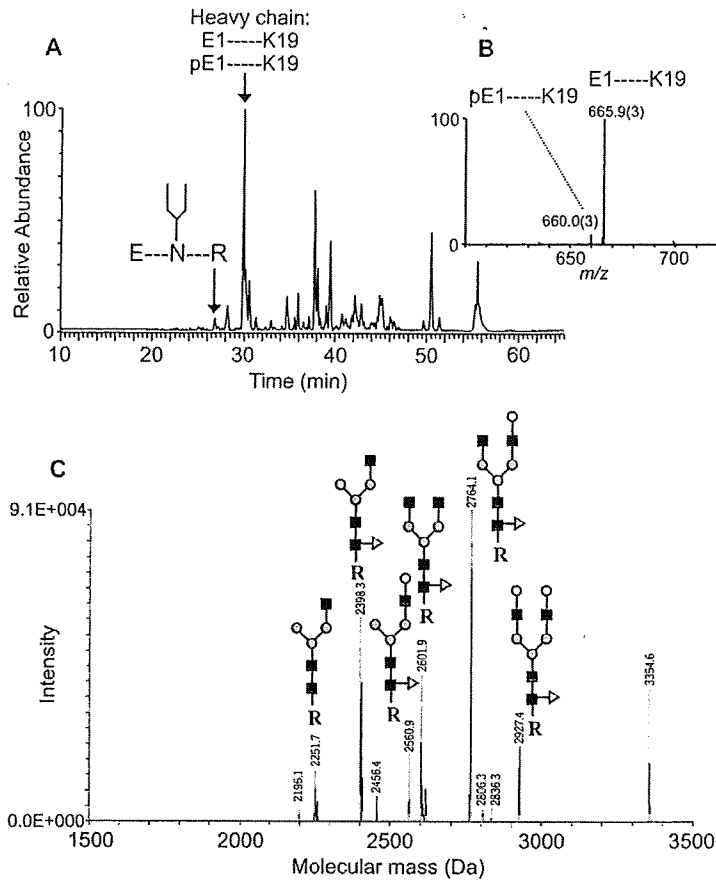 Heavy chain:
A
E1-----K19
pE1-----K19
B
E1-----K19
pE1-----K19
100
665.9(3)
100
660.0(3)
0
650
700
m/z
Relative Abundance
E---N---R
0
10
20
30
40
50
60
Time (min)
C
9.1E+004
Intensity
0.0E+000
2196.1
2251.7
2398.3
2456.4
2560.9
2601.9
2764.1
2806.3
2836.3
2927.4
3354.6
R
R
R
R
R
R
1500
2000
2500
3000
3500
Molecular mass (Da)